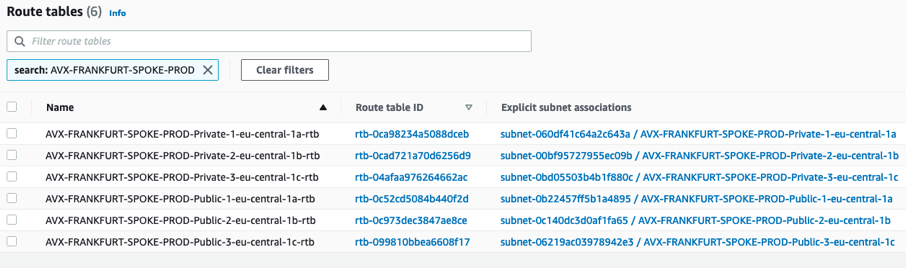 Route tables (6) Info
Filter route tables
search: AVX-FRANKFURT-SPOKE-PROD Clear filters
Name Route table ID Explicit subnet associations
AVX-FRANKFURT-SPOKE-PROD-Private-1-eu-central-1a-rtb rtb-0ca98234a5088dceb subnet-060df41c64a2c643a / AVX-FRANKFURT-SPOKE-PROD-Private-1-eu-central-1a
AVX-FRANKFURT-SPOKE-PROD-Private-2-eu-central-1b-rtb rtb-0cad721a70d6256d9 subnet-00bf95727955ec09b / AVX-FRANKFURT-SPOKE-PROD-Private-2-eu-central-1b
AVX-FRANKFURT-SPOKE-PROD-Private-3-eu-central-1c-rtb rtb-04afaa976264662ac subnet-0bd05503b4b1f880c / AVX-FRANKFURT-SPOKE-PROD-Private-3-eu-central-1c
AVX-FRANKFURT-SPOKE-PROD-Public-1-eu-central-1a-rtb rtb-0c52cd5084b440f2d subnet-0b22457ff5b1a4895 / AVX-FRANKFURT-SPOKE-PROD-Public-1-eu-central-1a
AVX-FRANKFURT-SPOKE-PROD-Public-2-eu-central-1b-rtb rtb-0c973dec3847ae8ce subnet-0c140dc3d0af1fa65 / AVX-FRANKFURT-SPOKE-PROD-Public-2-eu-central-1b
AVX-FRANKFURT-SPOKE-PROD-Public-3-eu-central-1c-rtb rtb-099810bbea6608f17 subnet-06219ac03978942e3 / AVX-FRANKFURT-SPOKE-PROD-Public-3-eu-central-1c